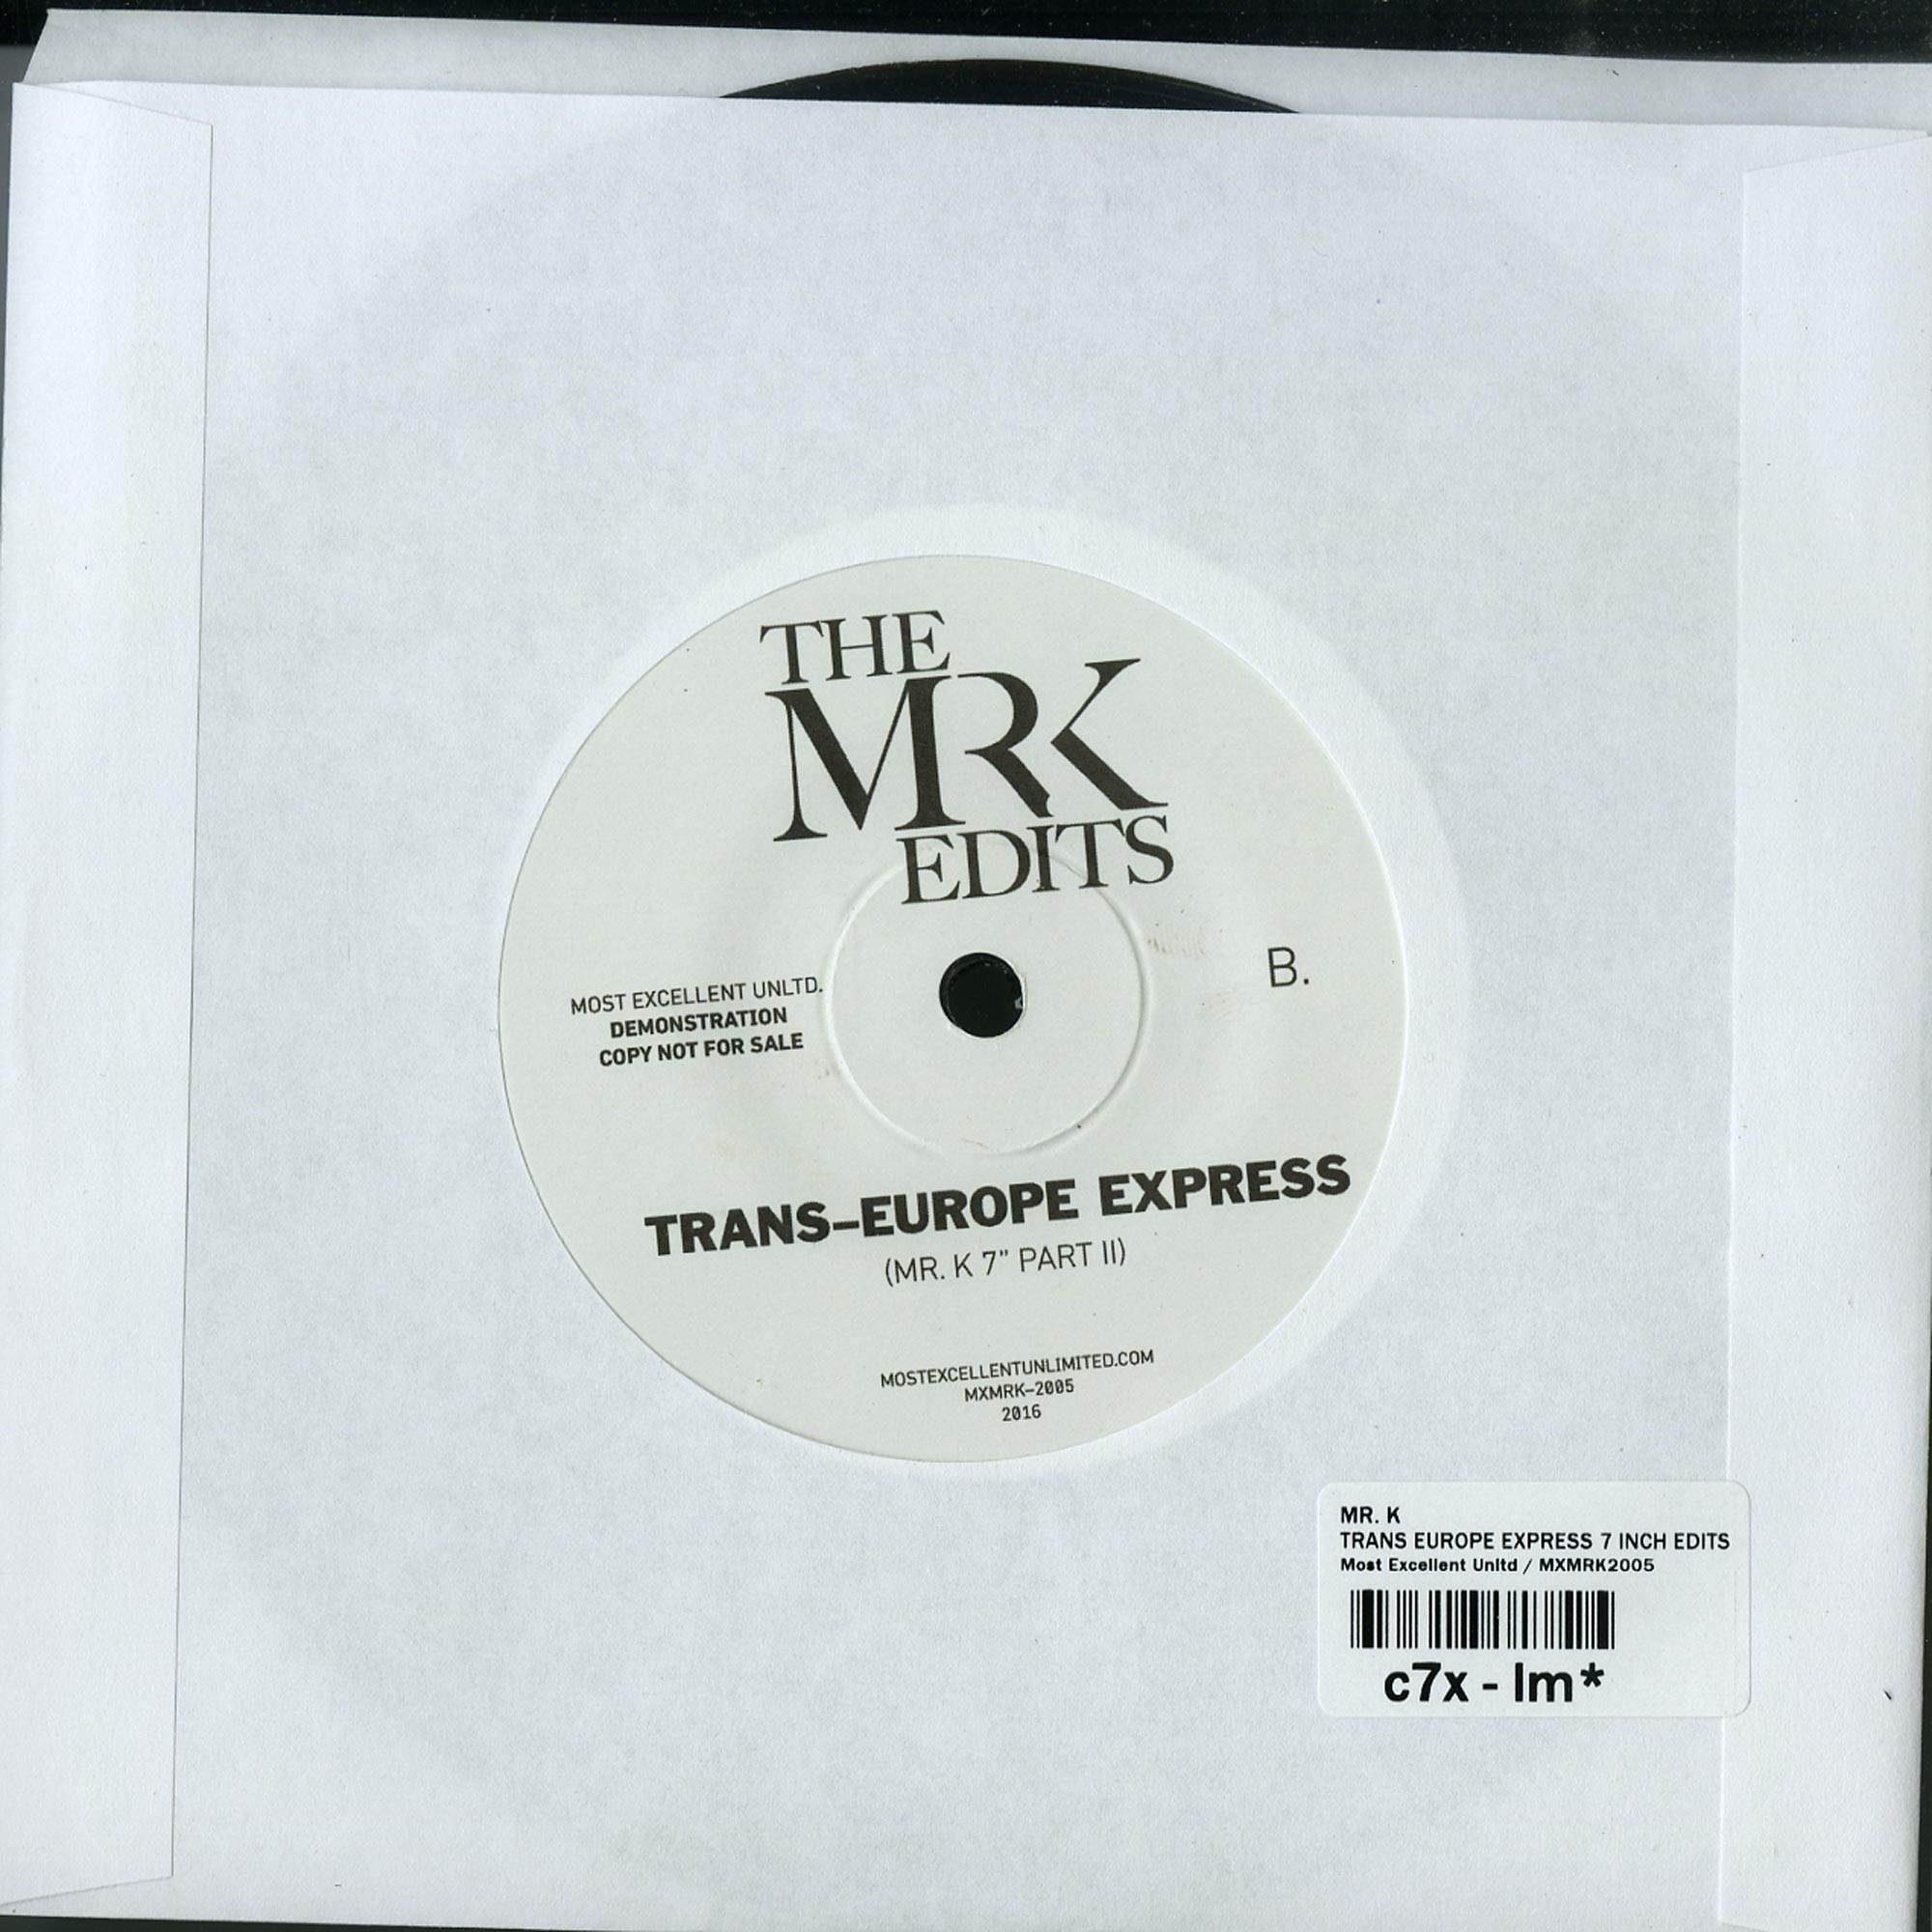 THE
MRK
EDITS
B.
MOST EXCELLENT UNLTD.
DEMONSTRATION
COPY NOT FOR SALE
TRANS–EUROPE EXPRESS
(MR. K 7” PART II)
MOSTEXCELLENTUNLIMITED.COM
MXMRK–2005
2016
MR. K
TRANS EUROPE EXPRESS 7 INCH EDITS
Most Excellent Unltd / MXMRK2005
c7x - lm*